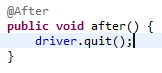 @After
public void after() {
    driver.quit();
}